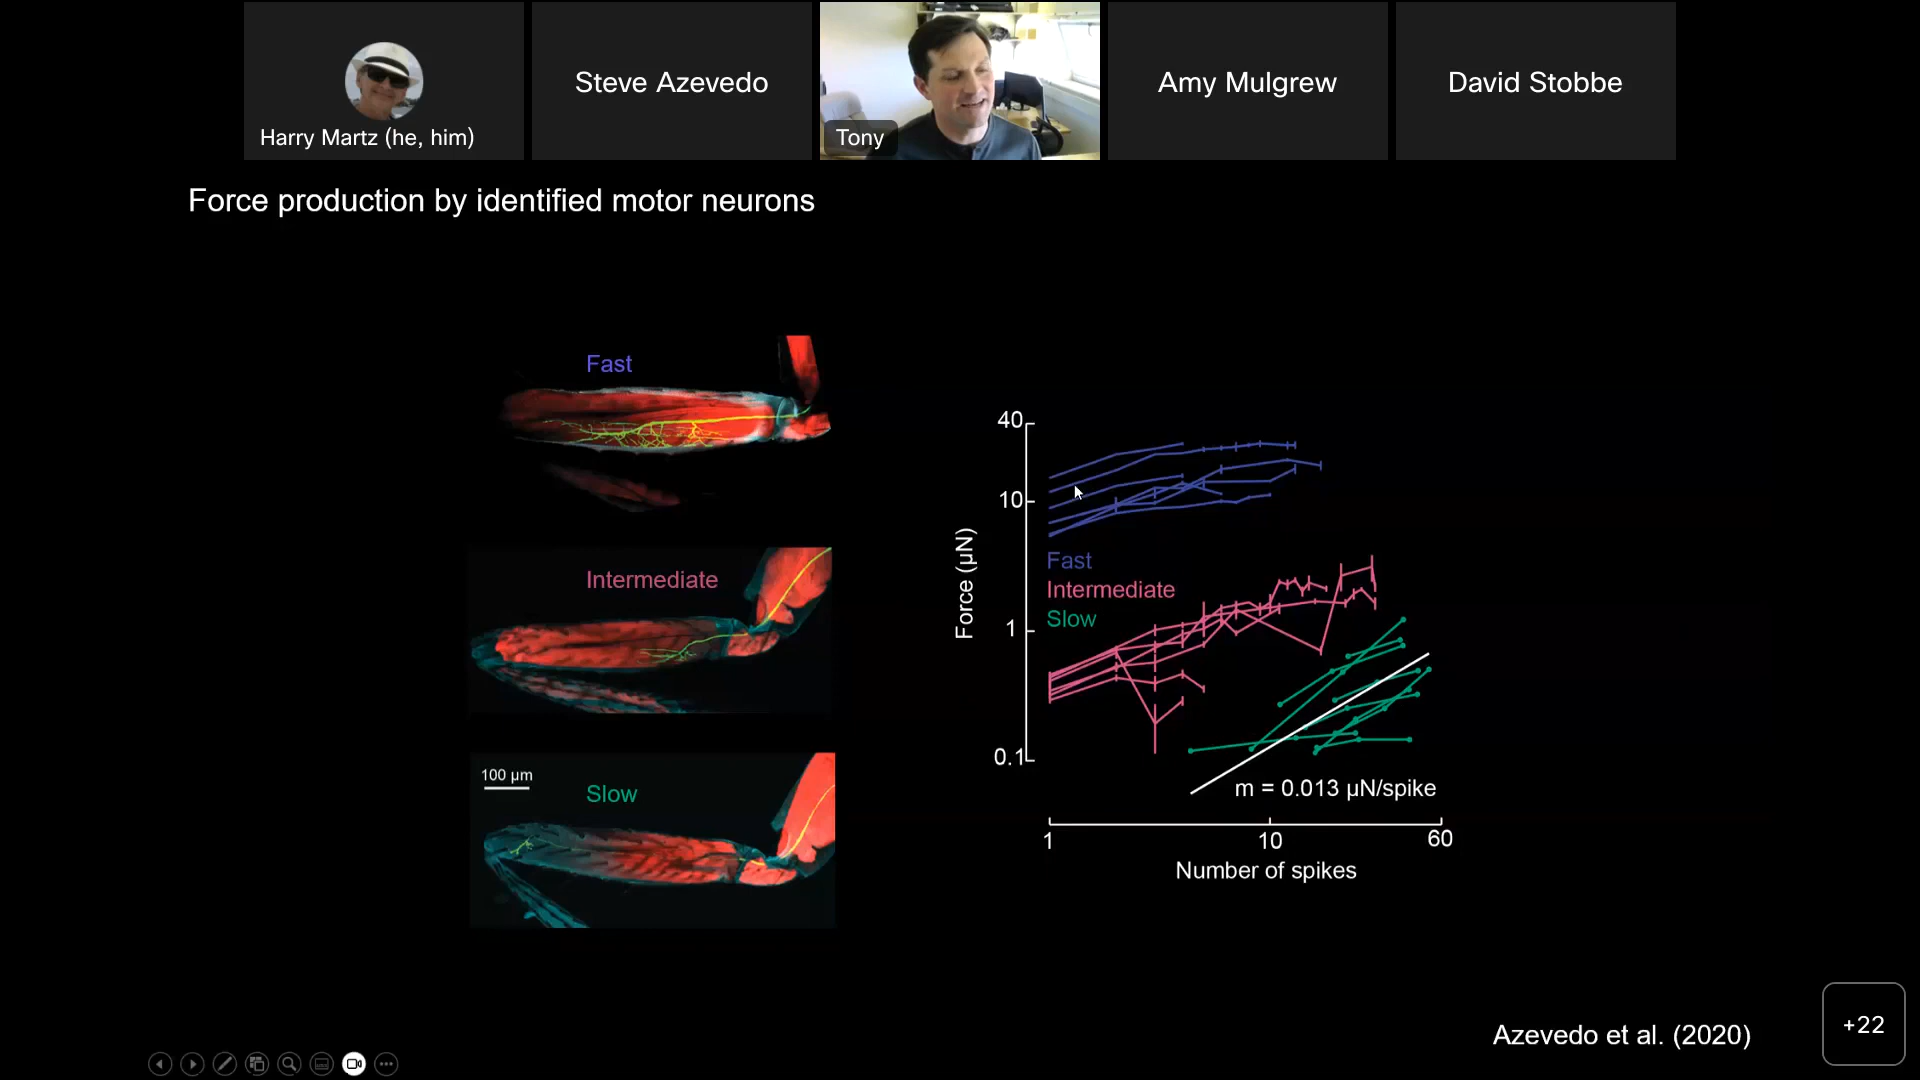 Harry Martz (he, him)
Steve Azevedo
Tony
Amy Mulgrew
David Stobbe
Force production by identified motor neurons
Fast
Intermediate
100 µm
Slow
40
10
1
0.1
Force (µN)
Fast
Intermediate
Slow
m = 0.013 µN/spike
1
10
60
Number of spikes
Azevedo et al. (2020)
+22